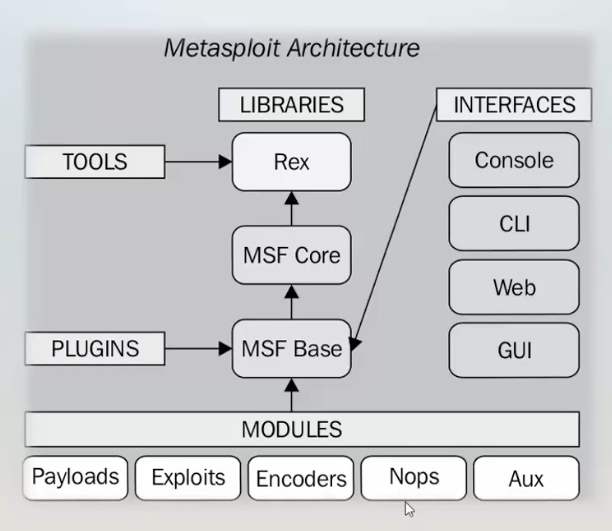 Metasploit Architecture
LIBRARIES
INTERFACES
TOOLS
Rex
Console
MSF Core
CLI
Web
PLUGINS
MSF Base
GUI
MODULES
Payloads
Exploits
Encoders
Nops
Aux